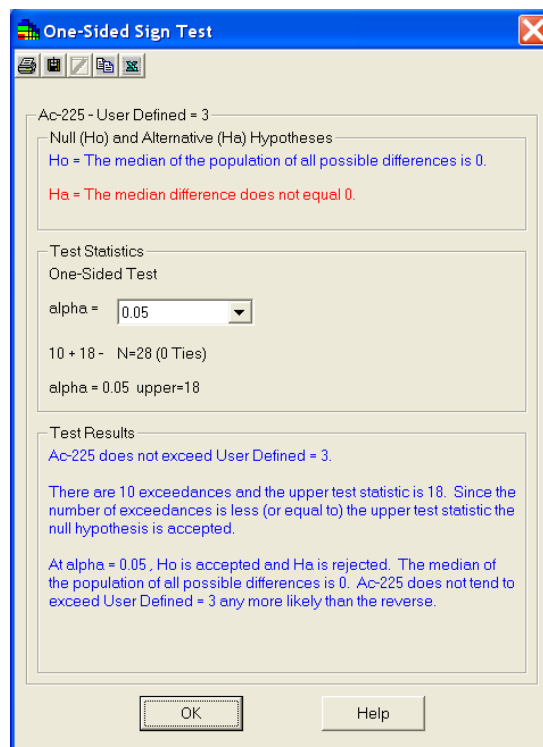 One-Sided Sign Test
Ac-225 - User Defined = 3
Null (Ho) and Alternative (Ha) Hypotheses
Ho = The median of the population of all possible differences is 0.
Ha = The median difference does not equal 0.
Test Statistics
One-Sided Test
alpha = 0.05
10 + 18 - N=28 (0 Ties)
alpha = 0.05 upper=18
Test Results
Ac-225 does not exceed User Defined = 3.
There are 10 exceedances and the upper test statistic is 18. Since the
number of exceedances is less (or equal to) the upper test statistic the
null hypothesis is accepted.
At alpha = 0.05 , Ho is accepted and Ha is rejected. The median of
the population of all possible differences is 0. Ac-225 does not tend to
exceed User Defined = 3 any more likely than the reverse.
OK Help